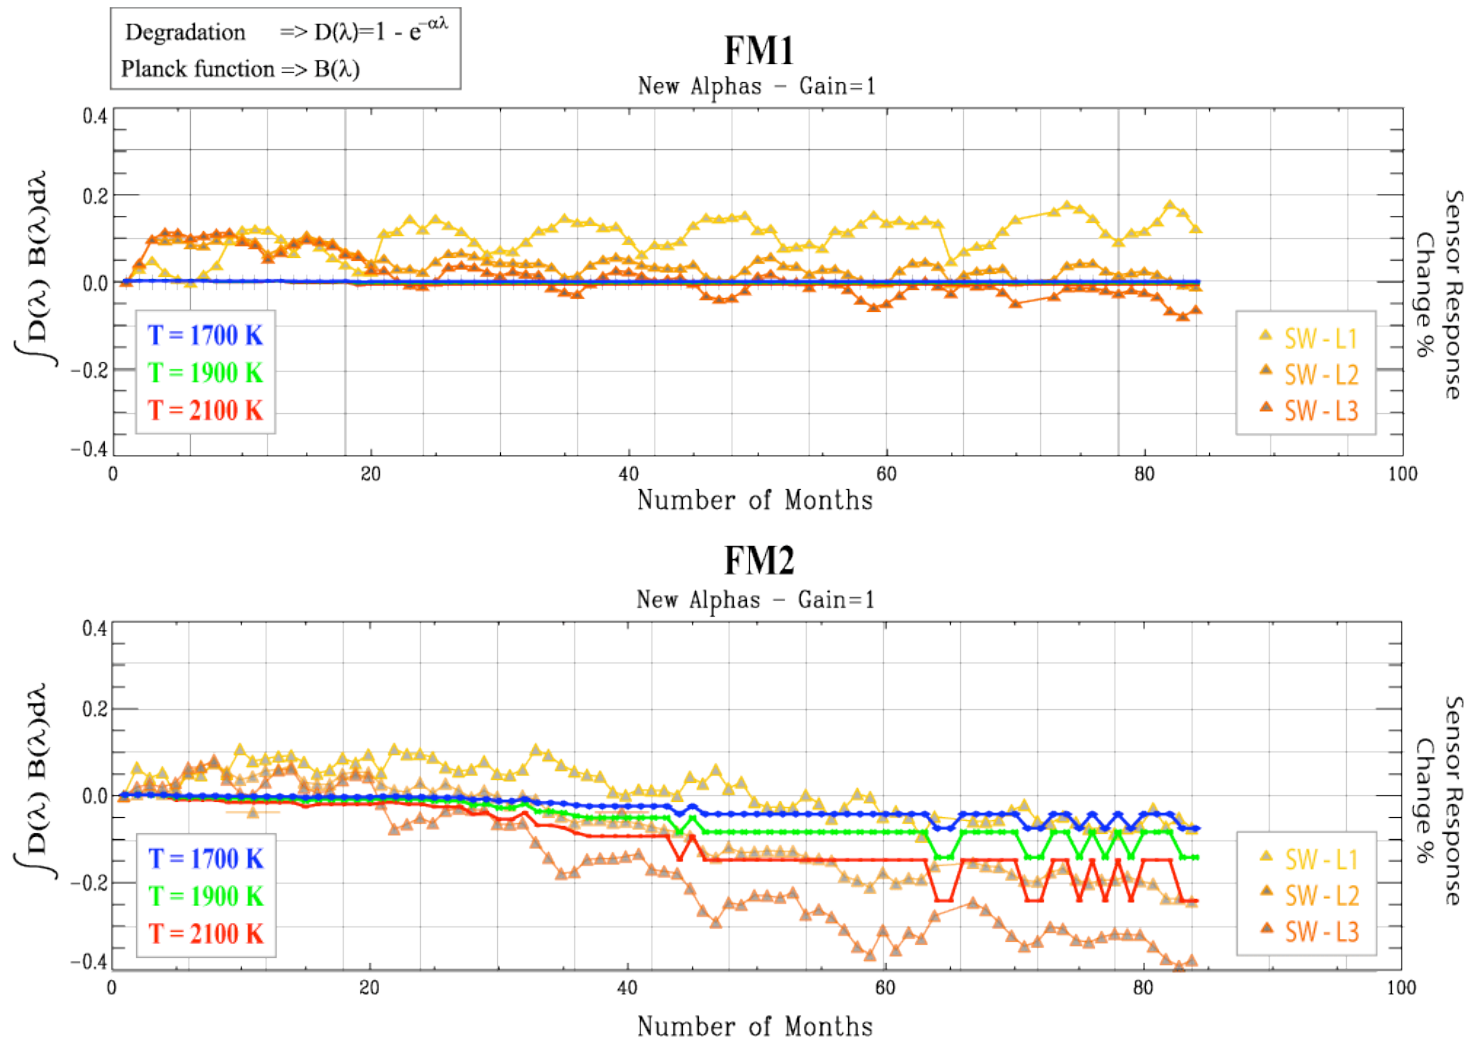 Degradation => D(λ)=1 - e^−αλ
Planck function => B(λ)
FM1
New Alphas − Gain=1
∫D(λ) B(λ)dλ
0.4
0.2
0.0
−0.2
−0.4
T = 1700 K
T = 1900 K
T = 2100 K
SW - L1
SW - L2
SW - L3
Sensor Response
Change %
0 20 40 60 80 100
Number of Months
FM2
New Alphas − Gain=1
∫D(λ) B(λ)dλ
0.4
0.2
0.0
−0.2
−0.4
T = 1700 K
T = 1900 K
T = 2100 K
SW - L1
SW - L2
SW - L3
Sensor Response
Change %
0 20 40 60 80 100
Number of Months